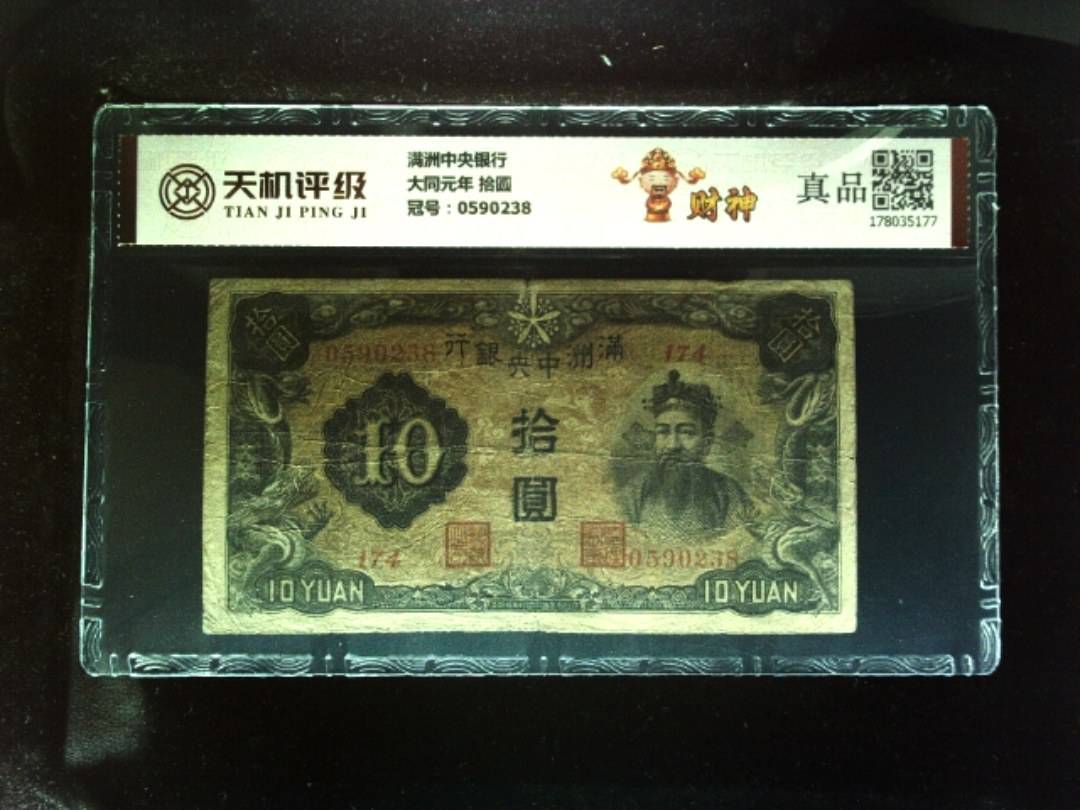 天机评级
TIAN JI PING JI
满洲中央银行
大同元年 拾圆
冠号：0590238
财神
真品
178035177
拾圓
拾圓
0590238
行銀央中洲滿
174
10
拾
圓
174
0590238
10 YUAN
10 YUAN